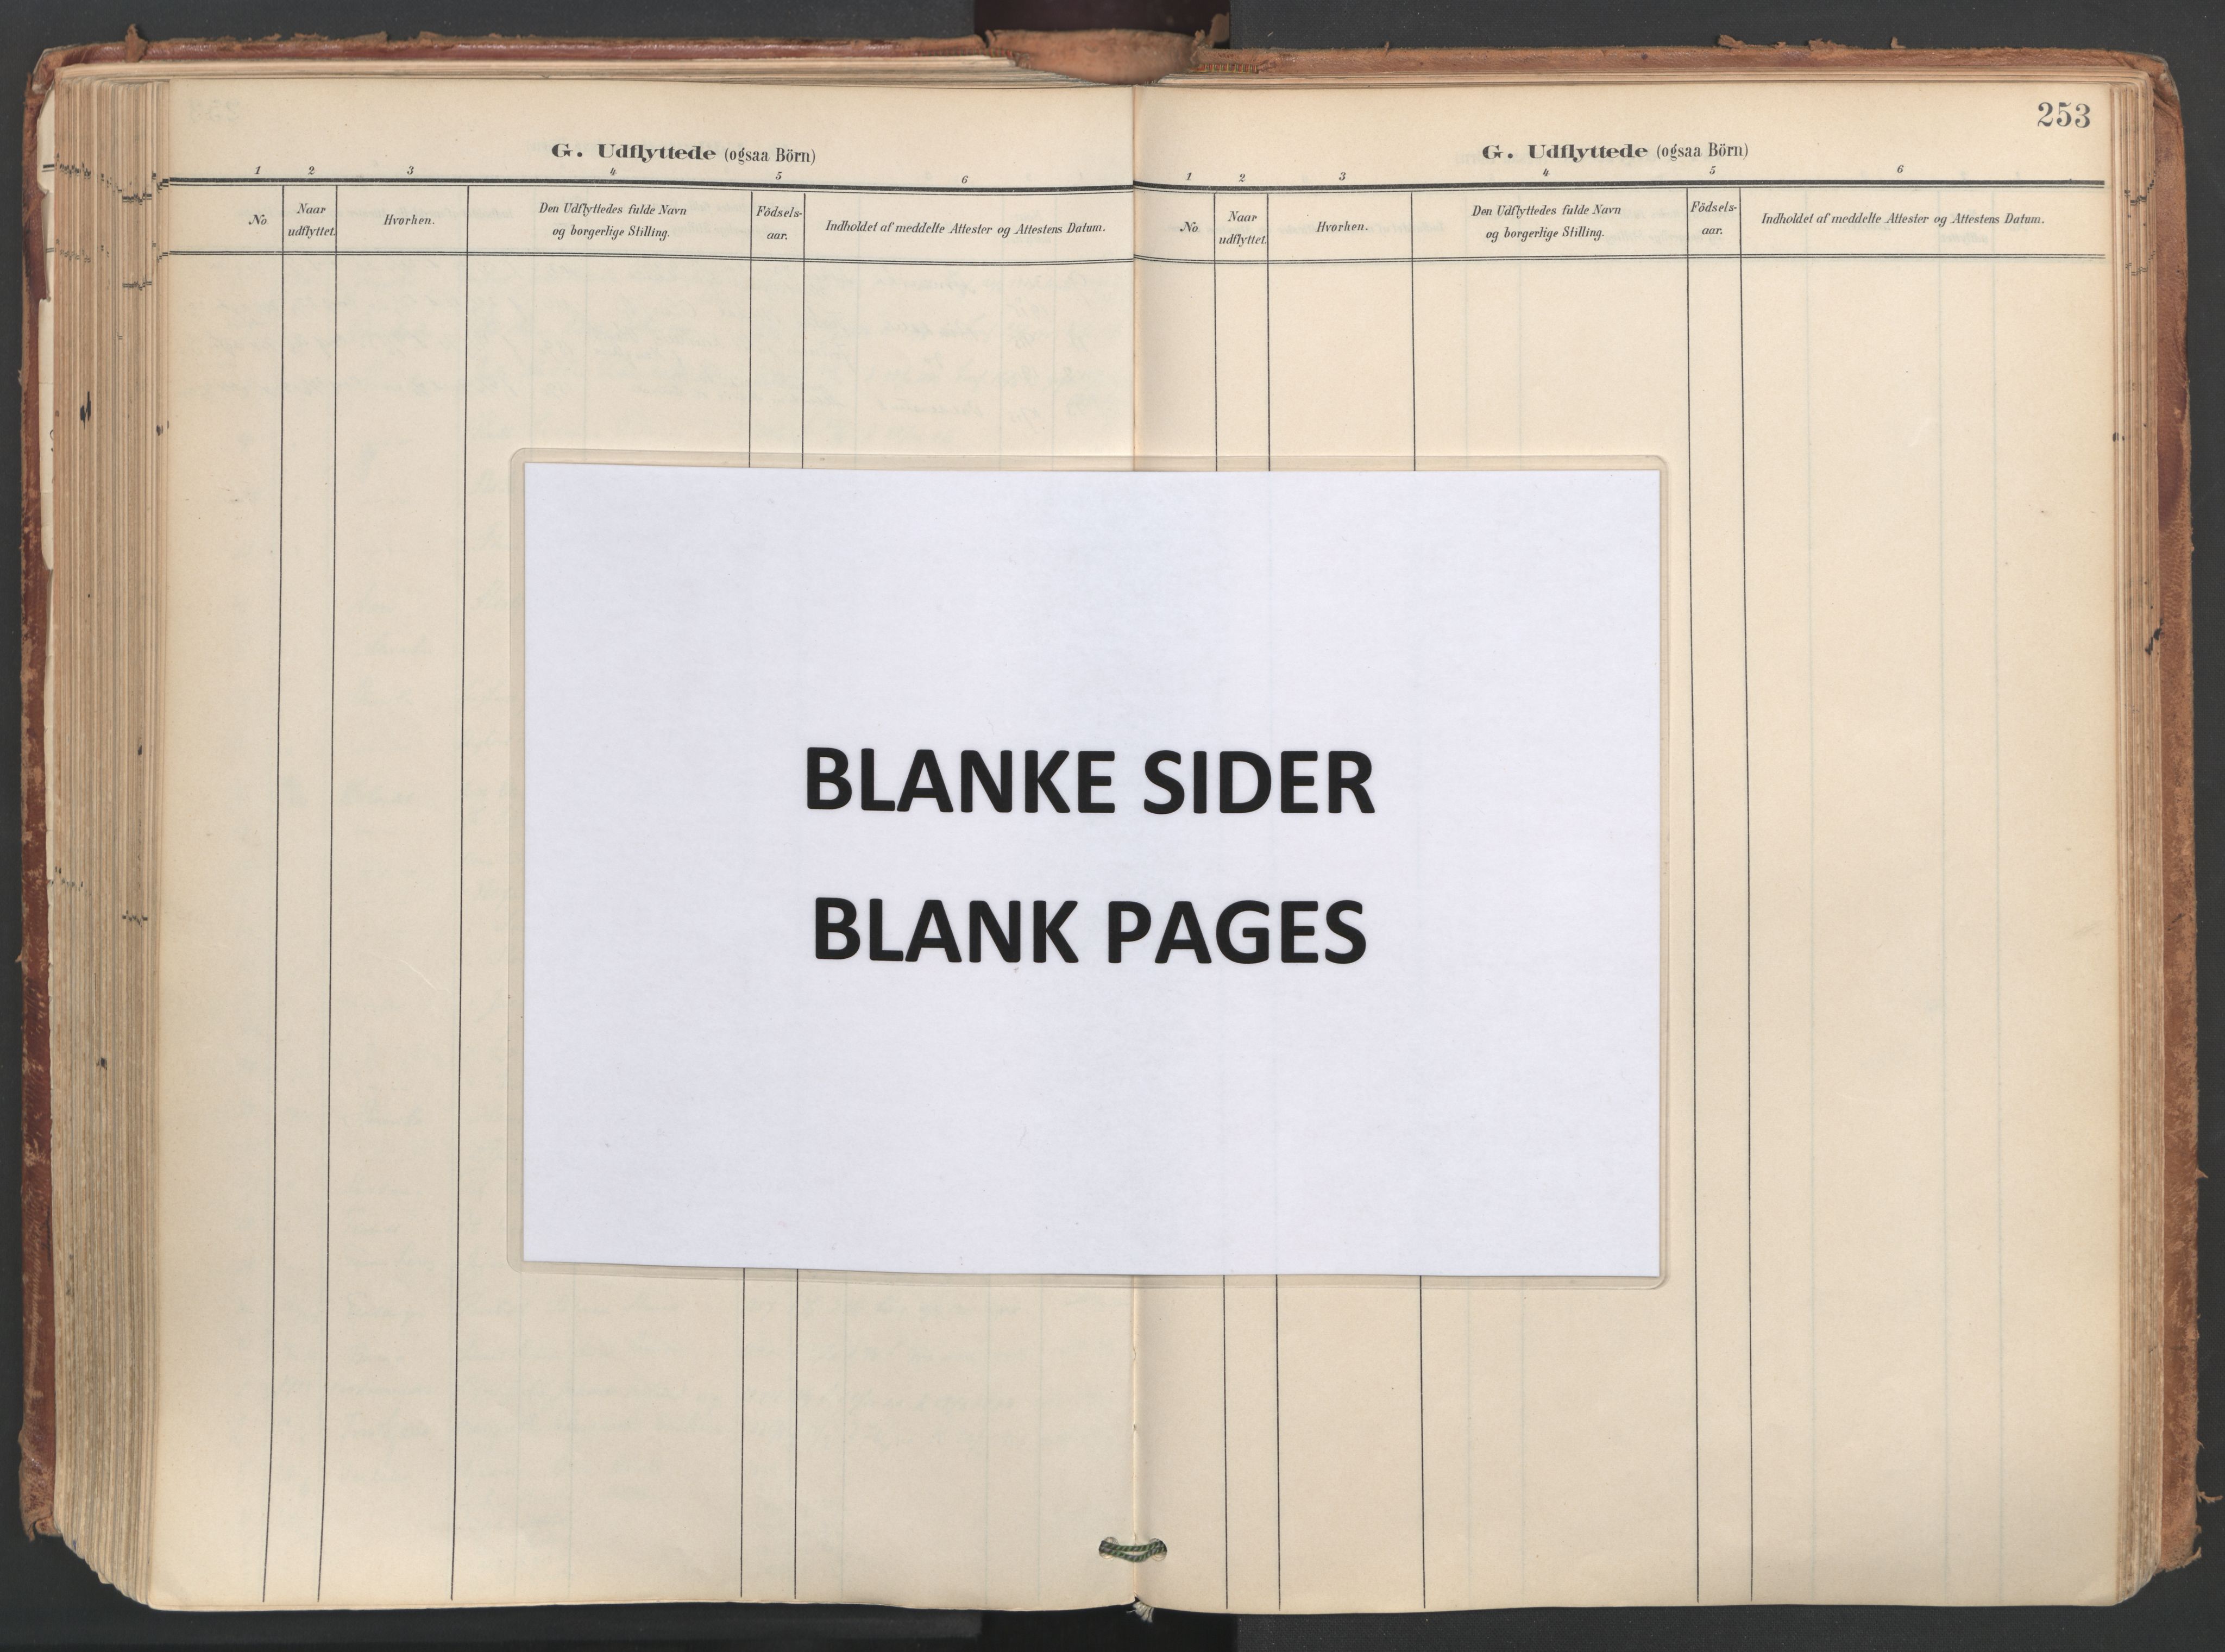 253
G. Udflyttede (ogsaa Börn)
1 2 3 4 5 6
No.
Naar
udflyttet.
Hvorhen.
Den Udflyttedes fulde Navn
og borgerlige Stilling.
Födsels-
aar.
Indholdet af meddelte Attester og Attestens Datum.
G. Udflyttede (ogsaa Börn)
1 2 3 4 5 6
No.
Naar
udflyttet.
Hvorhen.
Den Udflyttedes fulde Navn
og borgerlige Stilling.
Födsels-
aar.
Indholdet af meddelte Attester og Attestens Datum.
BLANKE SIDER
BLANK PAGES